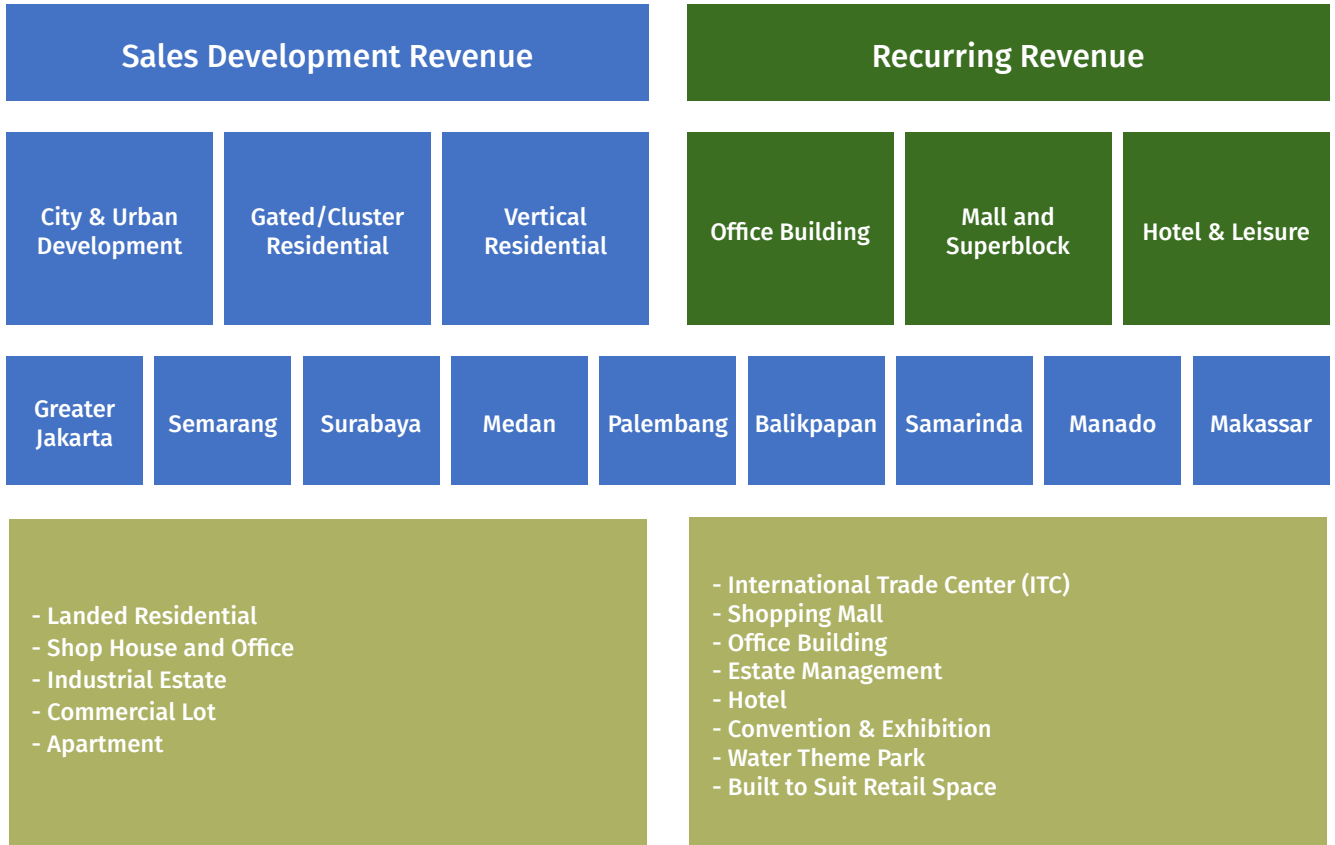 Sales Development Revenue
Recurring Revenue
City & Urban
Development
Gated/Cluster
Residential
Vertical
Residential
Office Building
Mall and
Superblock
Hotel & Leisure
Greater
Jakarta
Semarang
Surabaya
Medan
Palembang
Balikpapan
Samarinda
Manado
Makassar
- Landed Residential
- Shop House and Office
- Industrial Estate
- Commercial Lot
- Apartment
- International Trade Center (ITC)
- Shopping Mall
- Office Building
- Estate Management
- Hotel
- Convention & Exhibition
- Water Theme Park
- Built to Suit Retail Space